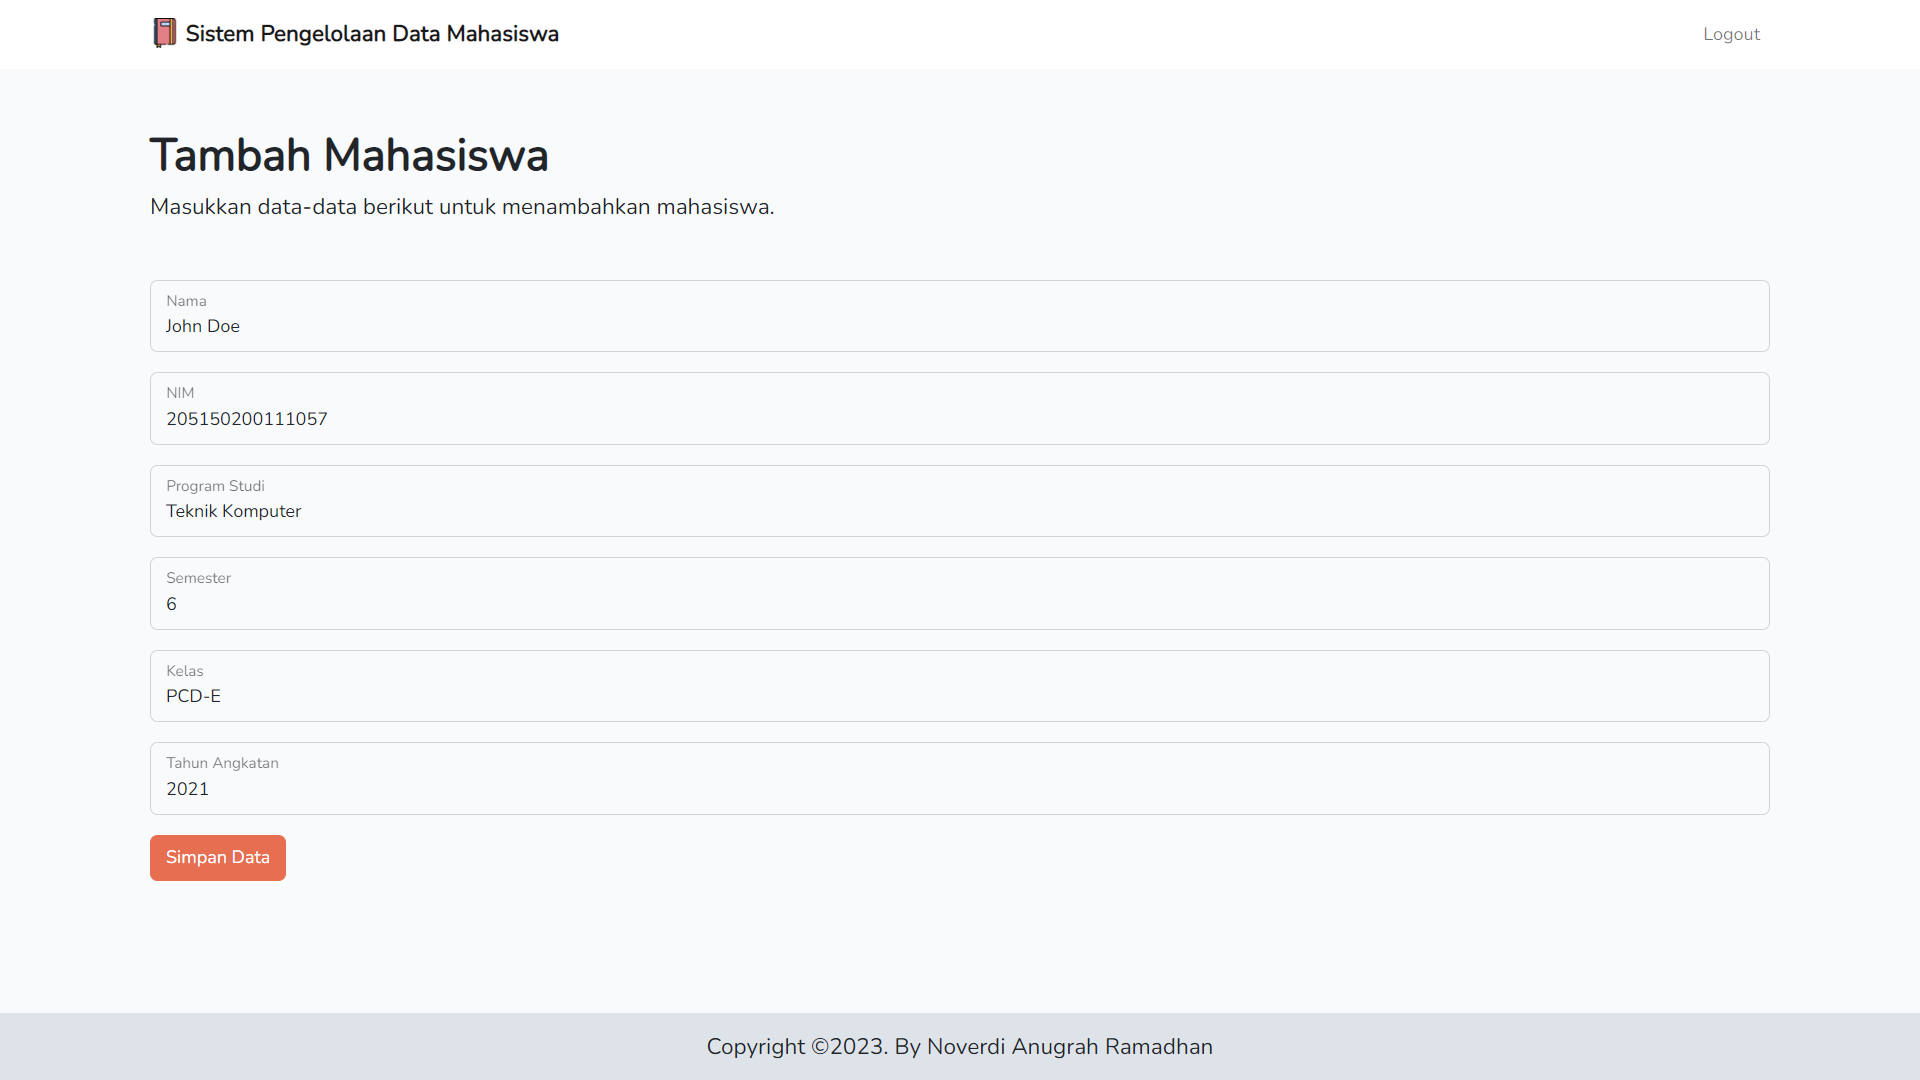 Sistem Pengelolaan Data Mahasiswa
Logout
Tambah Mahasiswa
Masukkan data-data berikut untuk menambahkan mahasiswa.
Nama
John Doe
NIM
205150200111057
Program Studi
Teknik Komputer
Semester
6
Kelas
PCD-E
Tahun Angkatan
2021
Simpan Data
Copyright ©2023. By Noverdi Anugrah Ramadhan